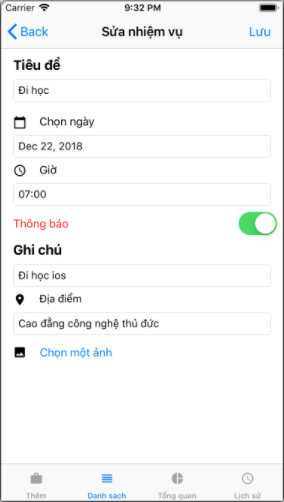 Carrier 9:32 PM
Back Sửa nhiệm vụ Lưu
Tiêu đề
Đi học
Chọn ngày
Dec 22, 2018
Giờ
07:00
Thông báo
Ghi chú
Đi học ios
Địa điểm
Cao đẳng công nghệ thủ đức
Chọn một ảnh
Thêm Danh sach Tổng quan Lịch sử